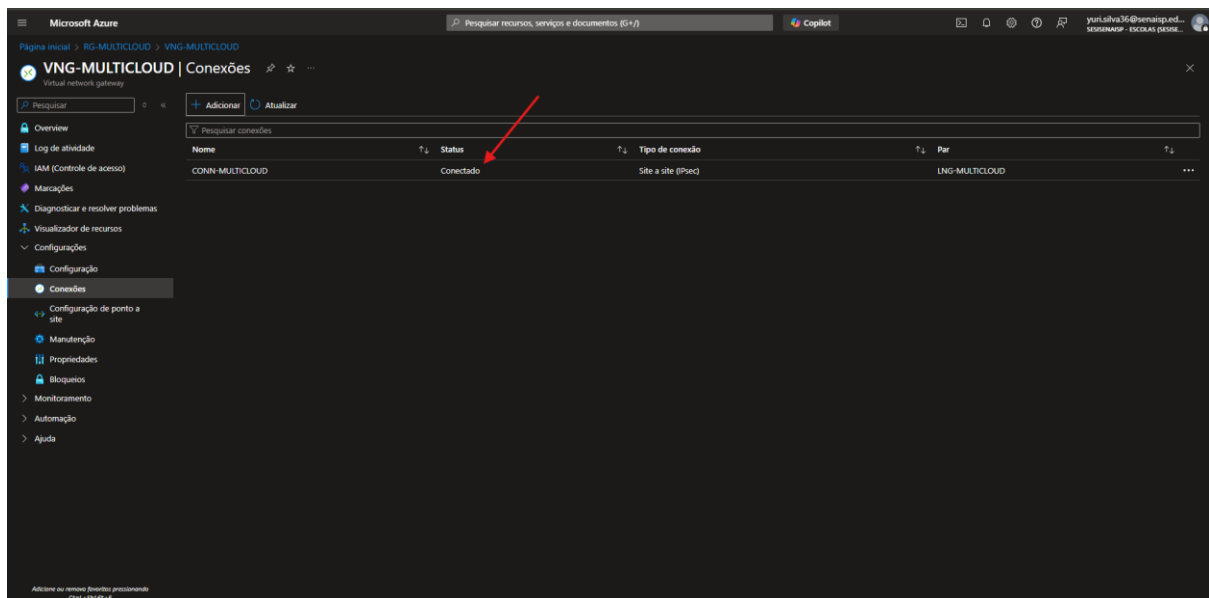 Microsoft Azure
Pesquisar recursos, serviços e documentos (G+/)
Copilot
yuri.silva36@senaisp.ed...
SESISENAISP - ESCOLAS (SESISE...
Página inicial > RG-MULTICLOUD > VNG-MULTICLOUD
VNG-MULTICLOUD | Conexões
Virtual network gateway
Pesquisar
+ Adicionar
Atualizar
Pesquisar conexões
Nome Status Tipo de conexão Par
CONN-MULTICLOUD Conectado Site a site (IPsec) LNG-MULTICLOUD
Overview
Log de atividade
IAM (Controle de acesso)
Marcações
Diagnosticar e resolver problemas
Visualizador de recursos
Configurações
Configuração
Conexões
Configuração de ponto a
site
Manutenção
Propriedades
Bloqueios
Monitoramento
Automação
Ajuda
Adicione ou remova favoritos pressionando